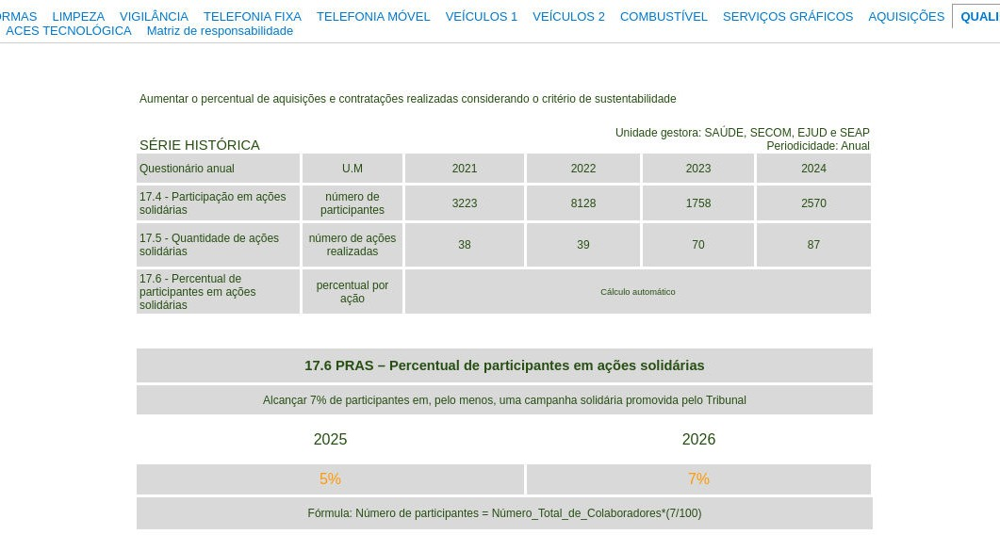 LIMPEZA VIGILÂNCIA TELEFONIA FIXA TELEFONIA MÓVEL VEÍCULOS 1 VEÍCULOS 2 COMBUSTÍVEL SERVIÇOS GRÁFICOS AQUISIÇÕES
ACES TECNOLÓGICA Matriz de responsabilidade
Aumentar o percentual de aquisições e contratações realizadas considerando o critério de sustentabilidade
Unidade gestora: SAÚDE, SECOM, EJUD e SEAP
SÉRIE HISTÓRICA Periodicidade: Anual
Questionário anual U.M 2021 2022 2023 2024
17.4 - Participação em ações
solidárias
número de
participantes
3223 8128 1758 2570
17.5 - Quantidade de ações
solidárias
número de ações
realizadas
38 39 70 87
17.6 - Percentual de
participantes em ações
solidárias
percentual por
ação
Cálculo automático
17.6 PRAS – Percentual de participantes em ações solidárias
Alcançar 7% de participantes em, pelo menos, uma campanha solidária promovida pelo Tribunal
2025 2026
5% 7%
Fórmula: Número de participantes = Número_Total_de_Colaboradores*(7/100)